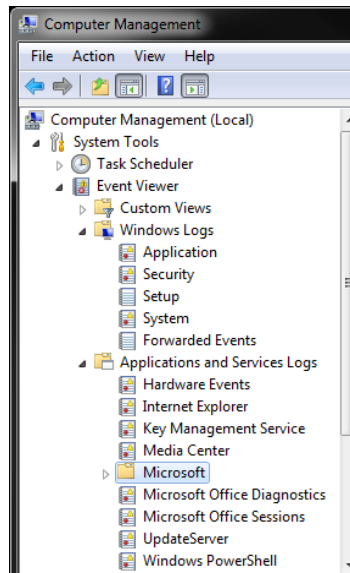 Computer Management
File Action View Help
Computer Management (Local)
System Tools
Task Scheduler
Event Viewer
Custom Views
Windows Logs
Application
Security
Setup
System
Forwarded Events
Applications and Services Logs
Hardware Events
Internet Explorer
Key Management Service
Media Center
Microsoft
Microsoft Office Diagnostics
Microsoft Office Sessions
UpdateServer
Windows PowerShell